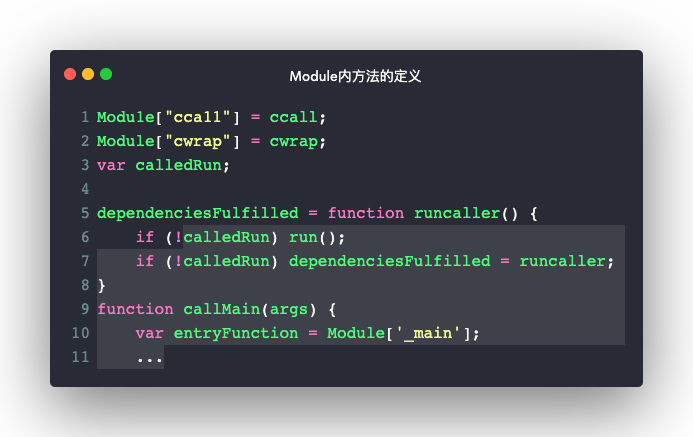 Module内方法的定义
1 Module["ccall"] = ccall;
2 Module["cwrap"] = cwrap;
3 var calledRun;
4
5 dependenciesFulfilled = function runcaller() {
6     if (!calledRun) run();
7     if (!calledRun) dependenciesFulfilled = runcaller;
8 }
9 function callMain(args) {
10     var entryFunction = Module['_main'];
11     ...